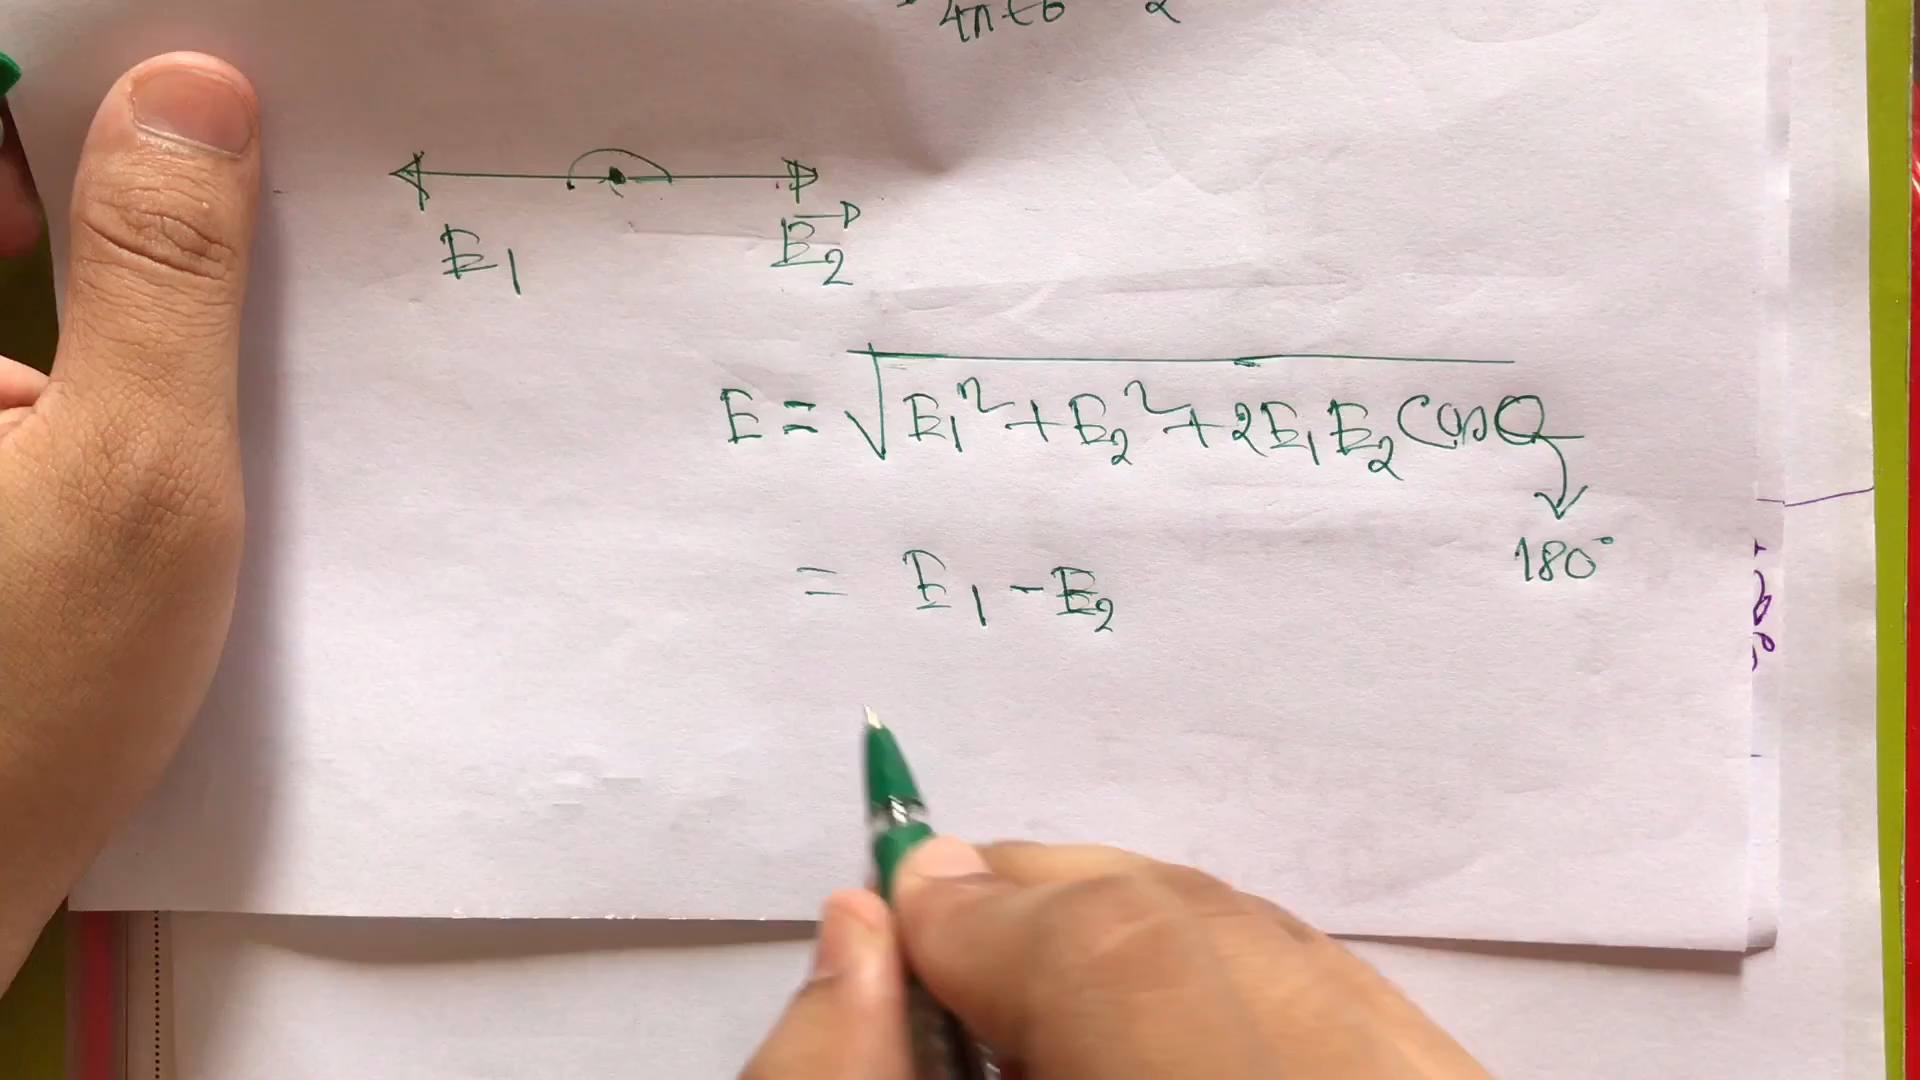 E₁ E₂
E = √E₁² + E₂² + 2E₁E₂ Cos θ
180°
= E₁ - E₂